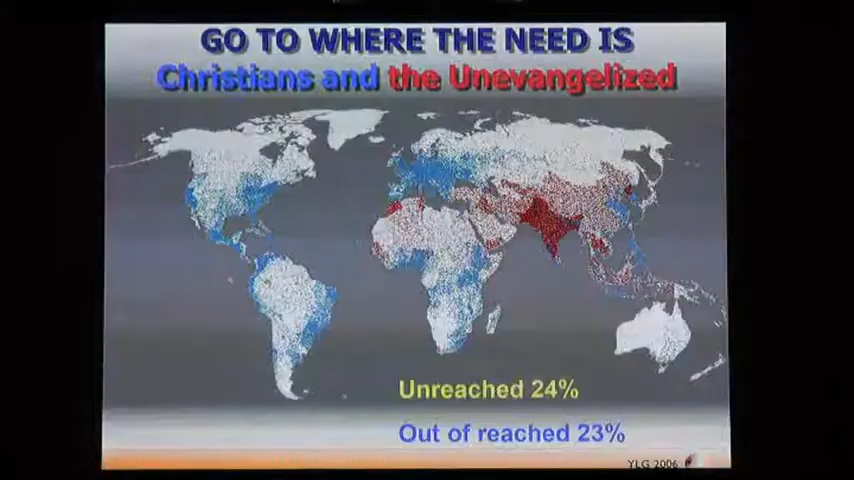 GO TO WHERE THE NEED IS
Christians and the Unevangelized
Unreached 24%
Out of reached 23%
YLG 2006